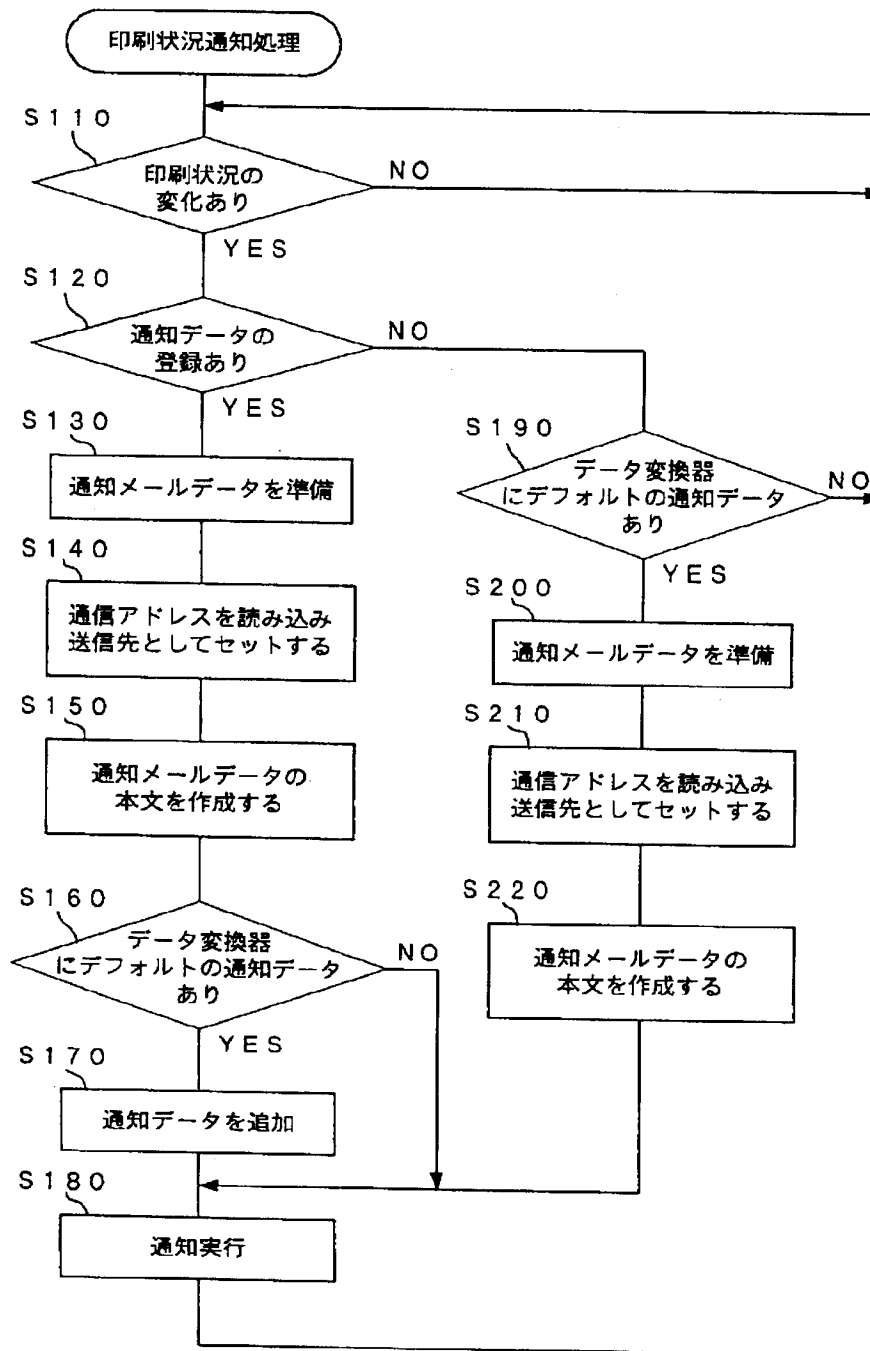 印刷状況通知処理
S110
印刷状況の
変化あり
NO
YES
S120
通知データの
登録あり
NO
YES
S130
通知メールデータを準備
S140
通信アドレスを読み込み
送信先としてセットする
S150
通知メールデータの
本文を作成する
S160
データ変換器
にデフォルトの通知データ
あり
NO
YES
S170
通知データを追加
S180
通知実行
S190
データ変換器
にデフォルトの通知データ
あり
NO
YES
S200
通知メールデータを準備
S210
通信アドレスを読み込み
送信先としてセットする
S220
通知メールデータの
本文を作成する